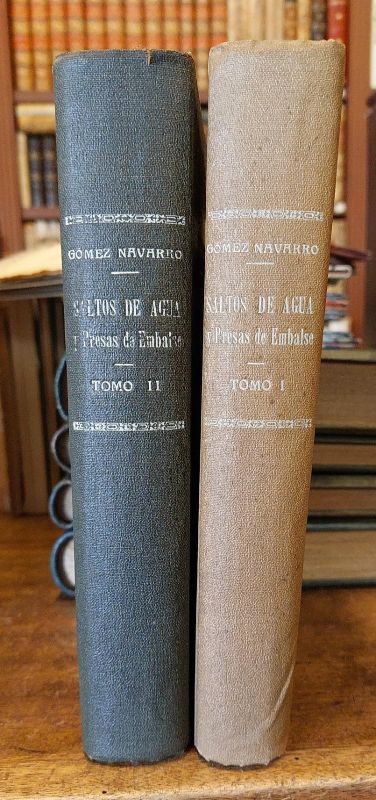 GÓMEZ NAVARRO
SALTOS DE AGUA
y Presas de Embalse
TOMO II
GÓMEZ NAVARRO
SALTOS DE AGUA
y Presas de Embalse
TOMO I